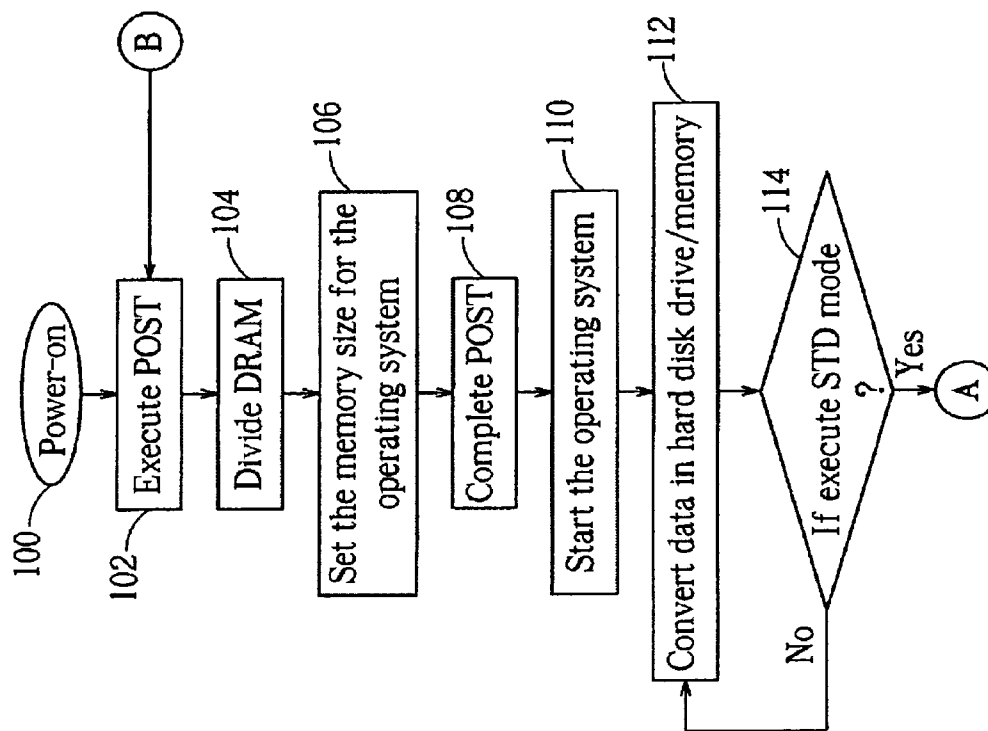 100
Power-on
B
102
Execute POST
104
Divide DRAM
106
Set the memory size for the
operating system
108
Complete POST
110
Start the operating system
112
Convert data in hard disk drive/memory
114
If execute STD mode
?
No
Yes
A